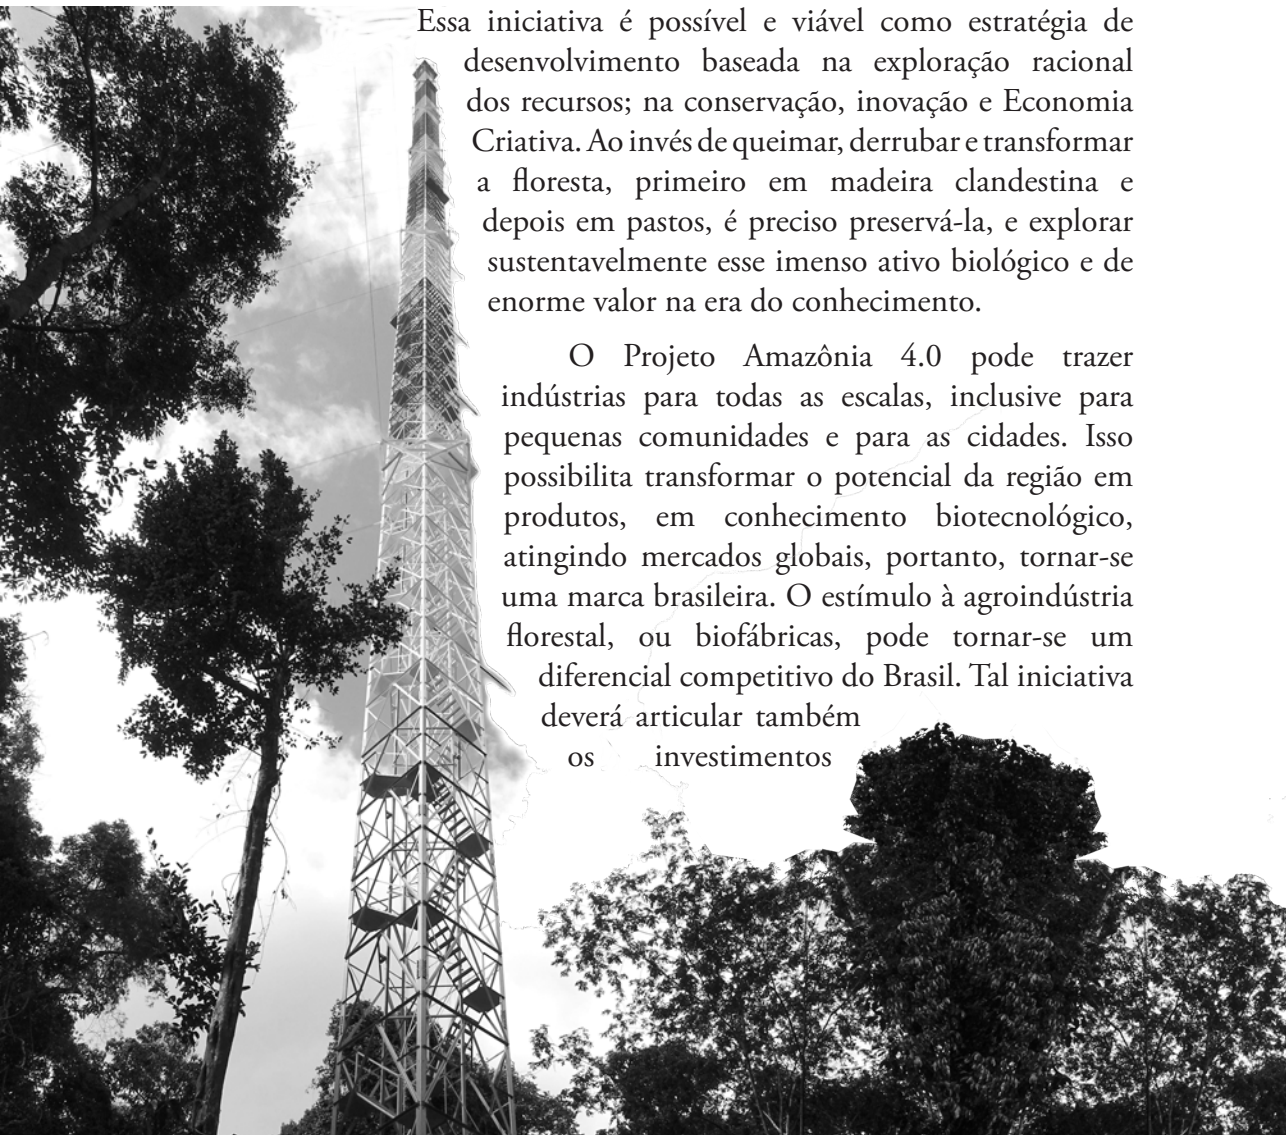 Essa iniciativa é possível e viável como estratégia de
desenvolvimento baseada na exploração racional
dos recursos; na conservação, inovação e Economia
Criativa. Ao invés de queimar, derrubar e transformar
a floresta, primeiro em madeira clandestina e
depois em pastos, é preciso preservá-la, e explorar
sustentavelmente esse imenso ativo biológico e de
enorme valor na era do conhecimento.
O Projeto Amazônia 4.0 pode trazer
indústrias para todas as escalas, inclusive para
pequenas comunidades e para as cidades. Isso
possibilita transformar o potencial da região em
produtos, em conhecimento biotecnológico,
atingindo mercados globais, portanto, tornar-se
uma marca brasileira. O estímulo à agroindústria
florestal, ou biofábricas, pode tornar-se um
diferencial competitivo do Brasil. Tal iniciativa
deverá articular também
os investimentos